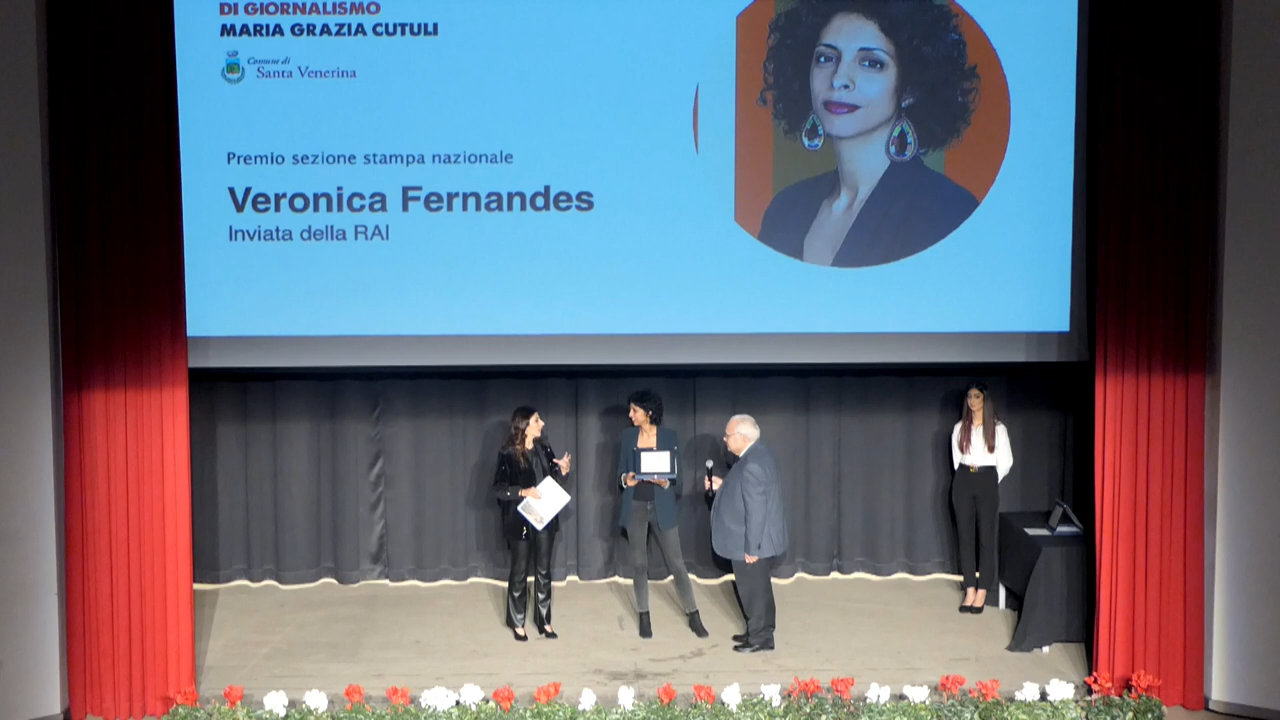 DI GIORNALISMO
MARIA GRAZIA CUTULI
Comune di
Santa Venerina
Premio sezione stampa nazionale
Veronica Fernandes
Inviata della RAI